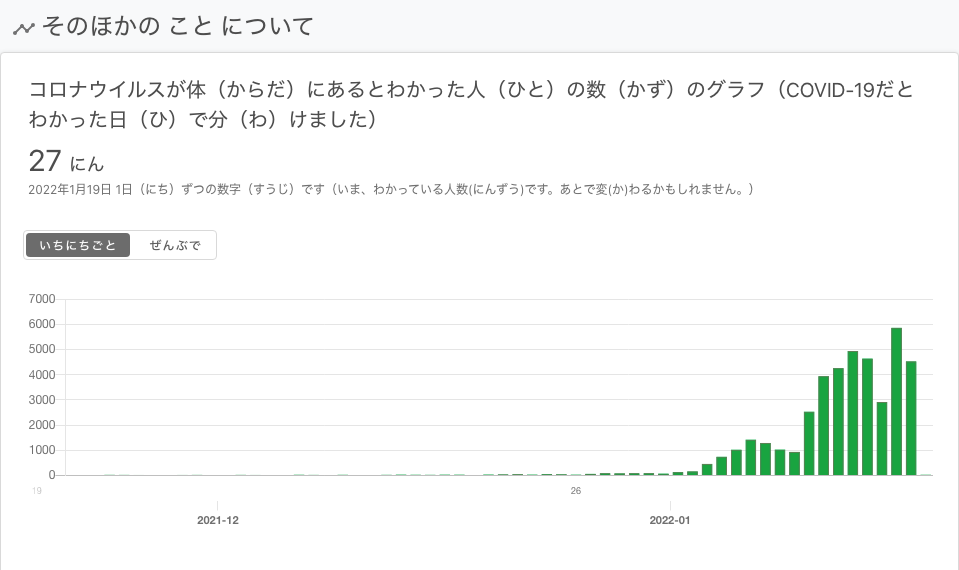 そのほかの こと について
コロナウイルスが体（からだ）にあるとわかった人（ひと）の数（かず）のグラフ（COVID-19だと
わかった日（ひ）で分（わ）けました）
27 にん
2022年1月19日 1日（にち）ずつの数字（すうじ）です（いま、わかっている人数(にんずう)です。あとで変(か)わるかもしれません。）
いちにちごと ぜんぶで
7000
6000
5000
4000
3000
2000
1000
0
19 26
2021-12 2022-01